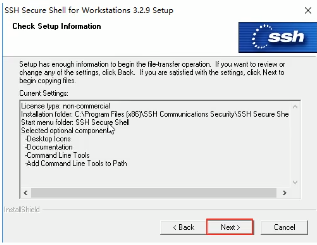 SSH Secure Shell for Workstations 3.2.9 Setup
Check Setup Information
ssh
Setup has enough information to begin the file-transfer operation. If you want to review or
change any of the settings, click Back. If you are satisfied with the settings, click Next to
begin copying files.
Current Settings:
License type: non-commercial
Installation folder: C:\Program Files (x86)\SSH Communications Security\SSH Secure She
Start menu folder: SSH Secure Shell
Selected optional components:
-Desktop Icons
-Documentation
-Command Line Tools
-Add Command Line Tools to Path
InstallShield
< Back
Next >
Cancel